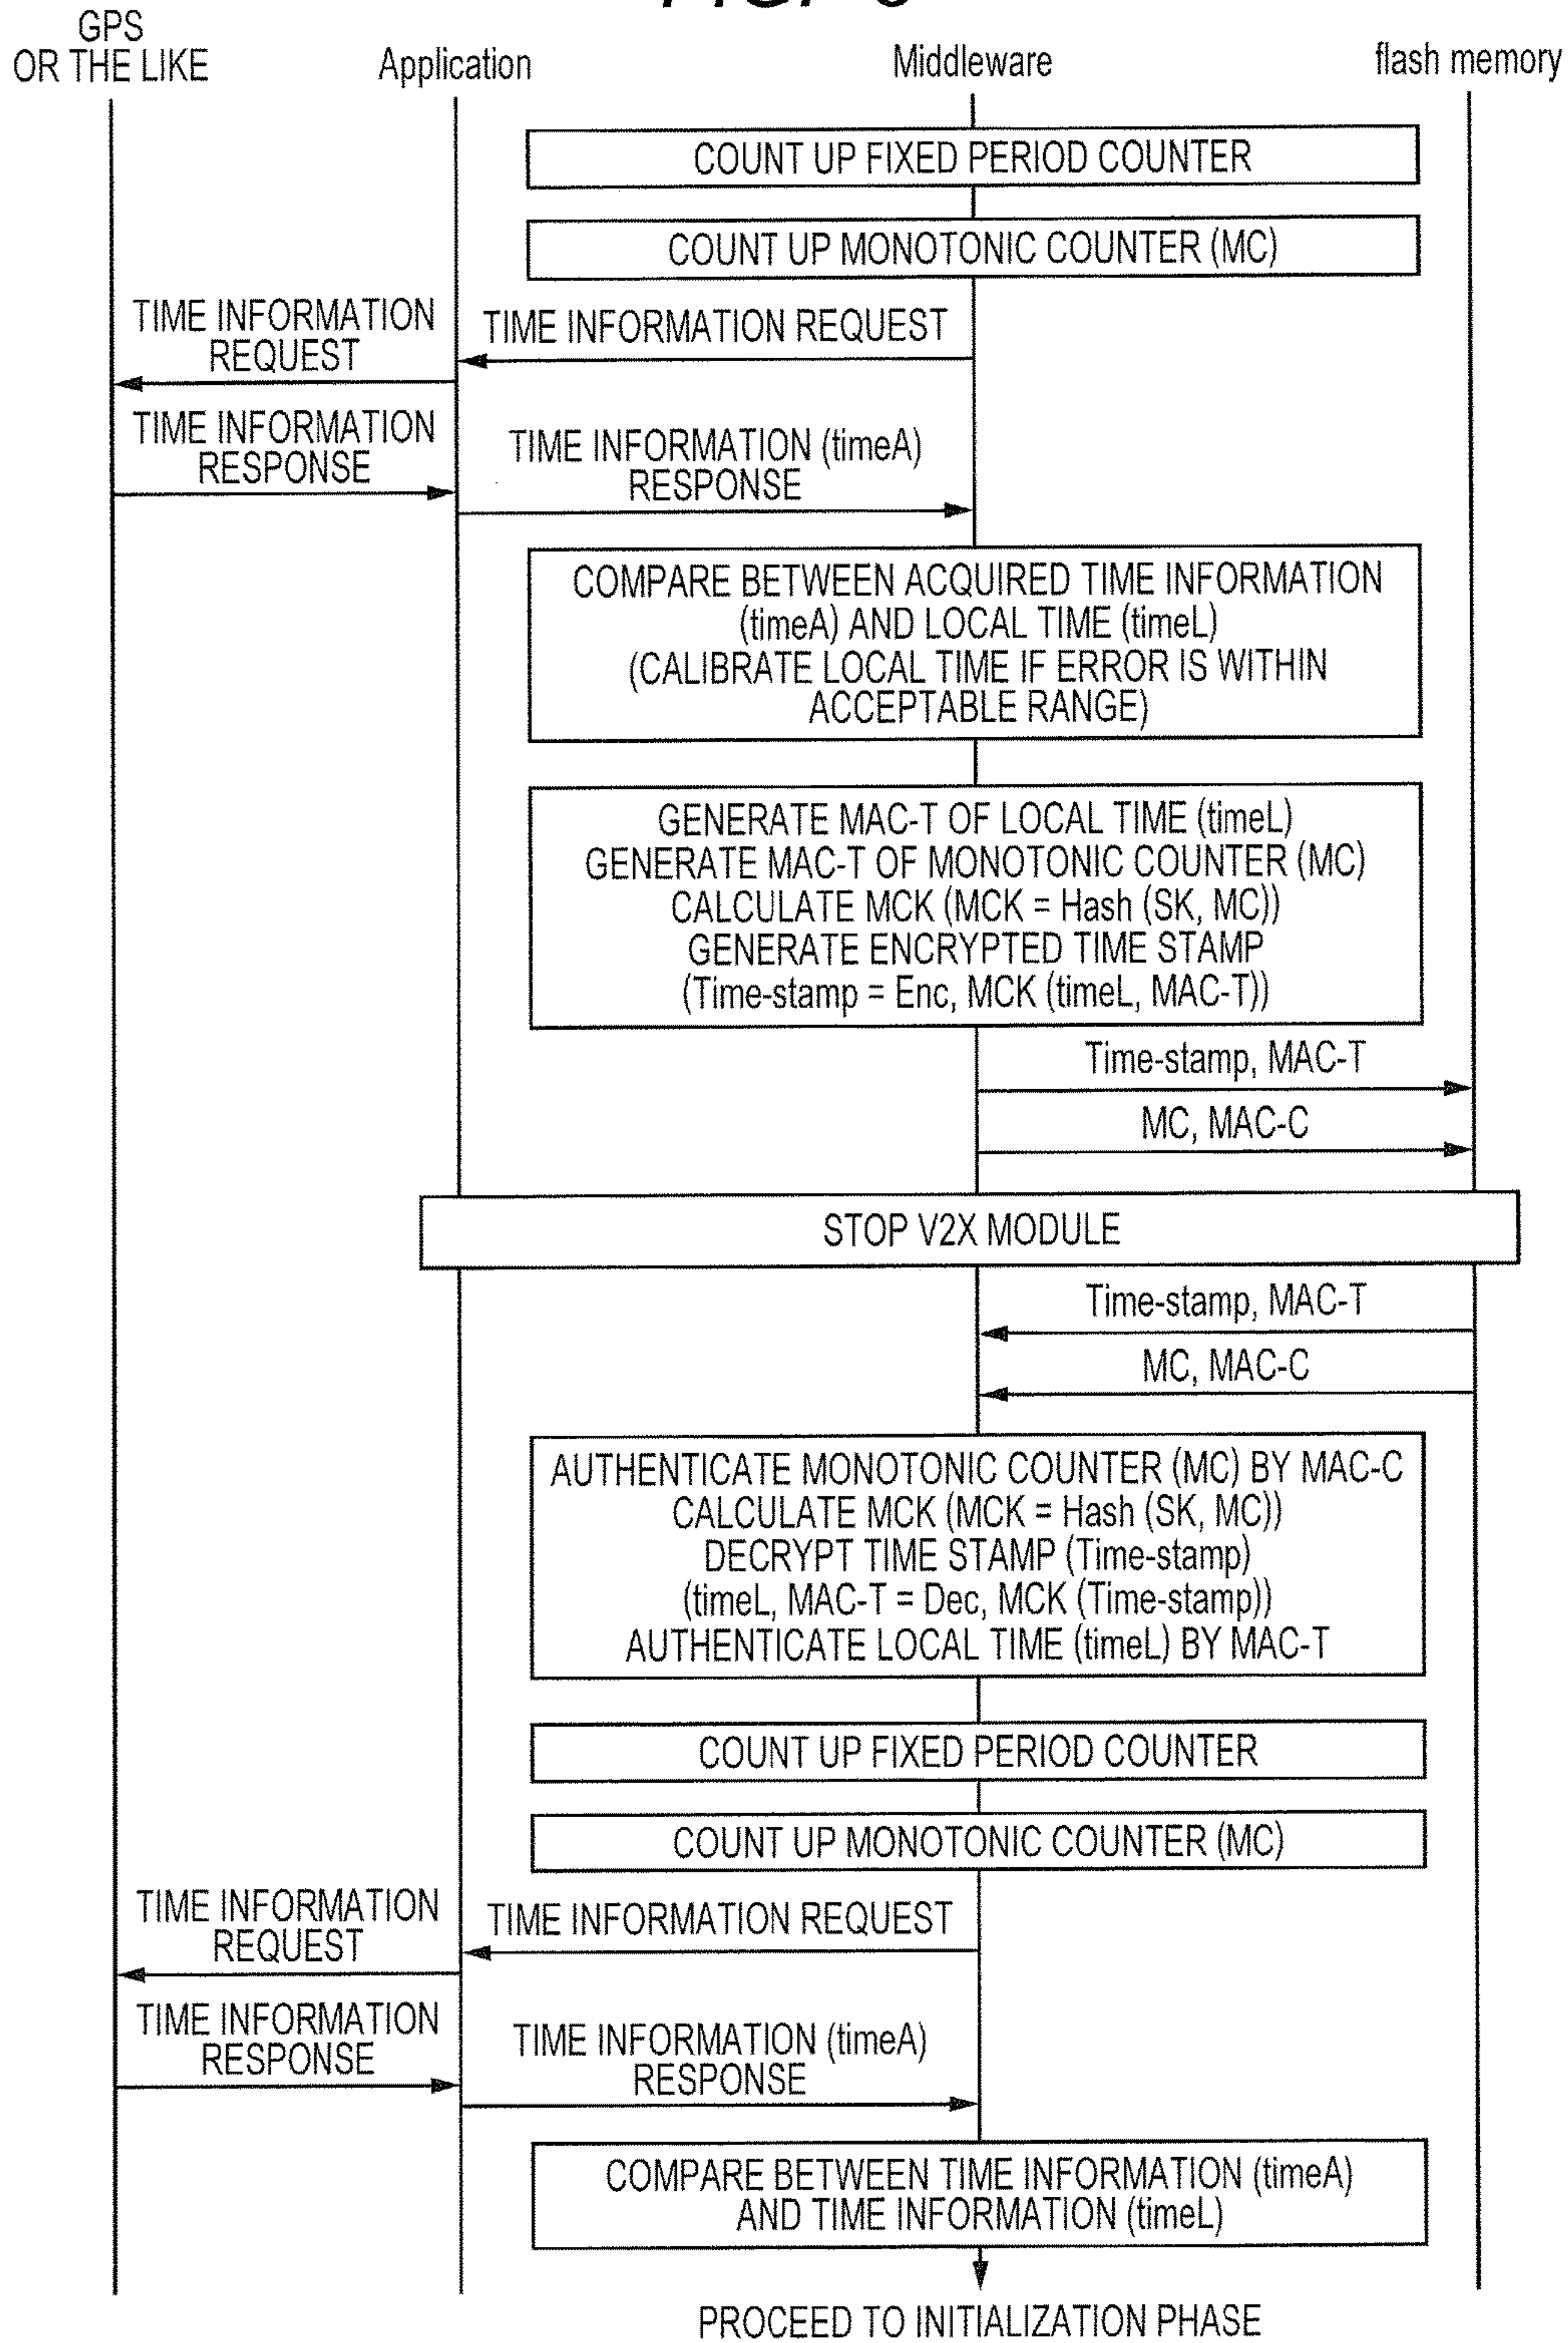 GPS
OR THE LIKE
Application
Middleware
flash memory
COUNT UP FIXED PERIOD COUNTER
COUNT UP MONOTONIC COUNTER (MC)
TIME INFORMATION
REQUEST
TIME INFORMATION REQUEST
TIME INFORMATION
RESPONSE
TIME INFORMATION (timeA)
RESPONSE
COMPARE BETWEEN ACQUIRED TIME INFORMATION
(timeA) AND LOCAL TIME (timeL)
(CALIBRATE LOCAL TIME IF ERROR IS WITHIN
ACCEPTABLE RANGE)
GENERATE MAC-T OF LOCAL TIME (timeL)
GENERATE MAC-T OF MONOTONIC COUNTER (MC)
CALCULATE MCK (MCK = Hash (SK, MC))
GENERATE ENCRYPTED TIME STAMP
(Time-stamp = Enc, MCK (timeL, MAC-T))
Time-stamp, MAC-T
MC, MAC-C
STOP V2X MODULE
Time-stamp, MAC-T
MC, MAC-C
AUTHENTICATE MONOTONIC COUNTER (MC) BY MAC-C
CALCULATE MCK (MCK = Hash (SK, MC))
DECRYPT TIME STAMP (Time-stamp)
(timeL, MAC-T = Dec, MCK (Time-stamp))
AUTHENTICATE LOCAL TIME (timeL) BY MAC-T
COUNT UP FIXED PERIOD COUNTER
COUNT UP MONOTONIC COUNTER (MC)
TIME INFORMATION
REQUEST
TIME INFORMATION REQUEST
TIME INFORMATION
RESPONSE
TIME INFORMATION (timeA)
RESPONSE
COMPARE BETWEEN TIME INFORMATION (timeA)
AND TIME INFORMATION (timeL)
PROCEED TO INITIALIZATION PHASE